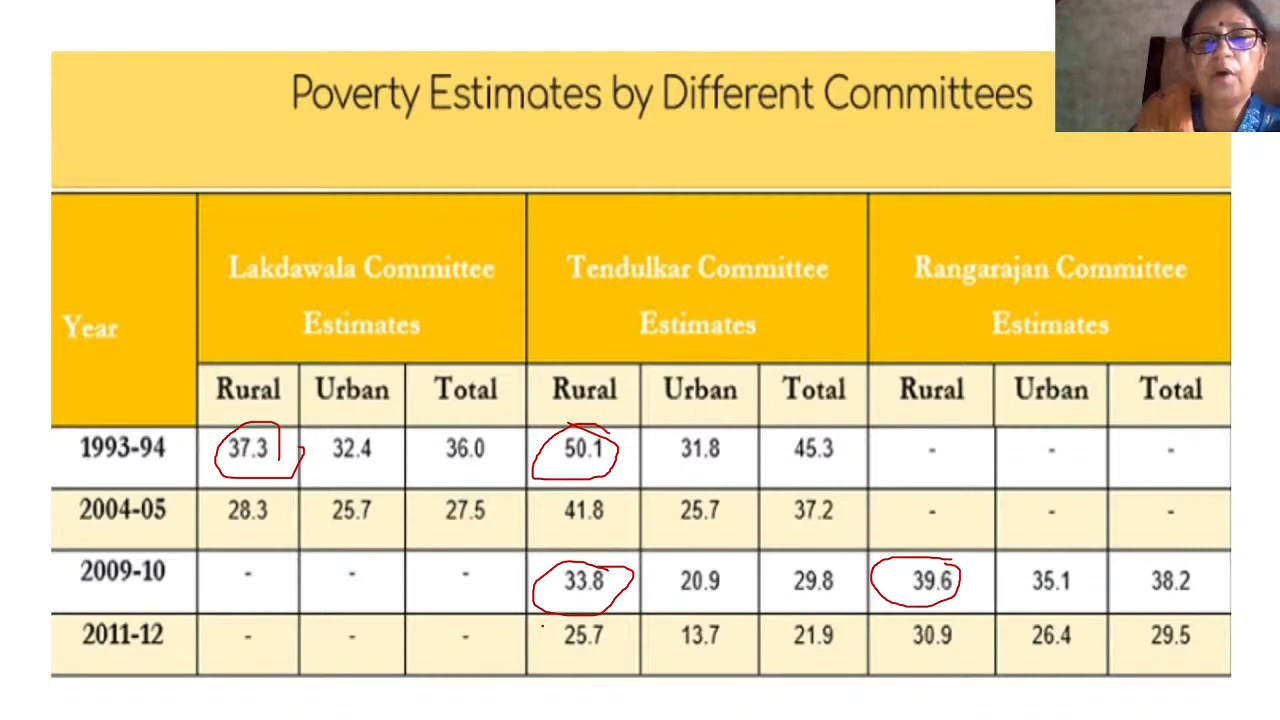 Poverty Estimates by Different Committees
Year Lakdawala Committee Estimates Tendulkar Committee Estimates Rangarajan Committee Estimates
Rural Urban Total Rural Urban Total Rural Urban Total
1993-94 37.3 32.4 36.0 50.1 31.8 45.3 - - -
2004-05 28.3 25.7 27.5 41.8 25.7 37.2 - - -
2009-10 - - - 33.8 20.9 29.8 39.6 35.1 38.2
2011-12 - - - 25.7 13.7 21.9 30.9 26.4 29.5